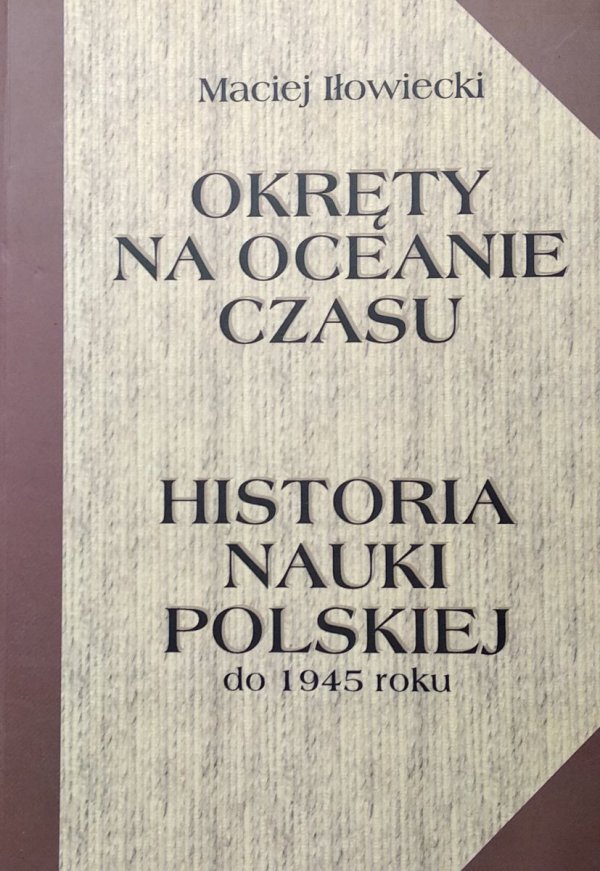 Maciej Iłowiecki
OKRĘTY
NA OCEANIE
CZASU
HISTORIA
NAUKI
POLSKIEJ
do 1945 roku